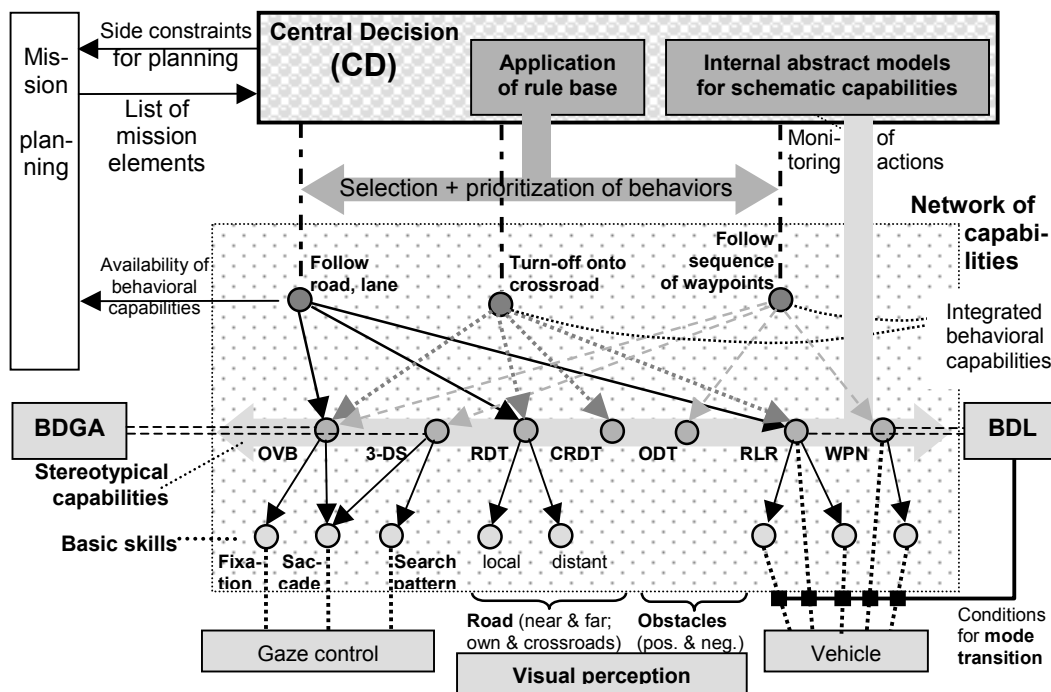 Mis-
sion
plan-
ning
Side constraints
for planning
List of
mission
elements
Central Decision
(CD)
Application
of rule base
Internal abstract models
for schematic capabilities
Moni- of
toring actions
Selection + prioritization of behaviors
Network of
capabi-
lities
Availability of
behavioral
capabilities
Follow
road, lane
Turn-off onto
crossroad
Follow
sequence
of waypoints
Integrated
behavioral
capabilities
BDGA
BDL
OVB
3-DS
RDT
CRDT
ODT
RLR
WPN
Stereotypical
capabilities
Basic skills
Fixa-
tion
Sac-
cade
Search
pattern
local
distant
Road (near & far;
own & crossroads)
Obstacles
(pos. & neg.)
Conditions
for mode
transition
Gaze control
Visual perception
Vehicle